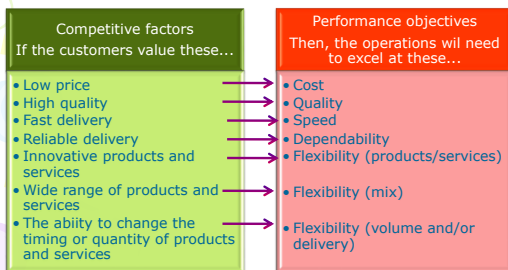 Competitive factors
If the customers value these...
• Low price
• High quality
• Fast delivery
• Reliable delivery
• Innovative products and
services
• Wide range of products and
services
• The abiity to change the
timing or quantity of products
and services
Performance objectives
Then, the operations wil need
to excel at these...
• Cost
• Quality
• Speed
• Dependability
• Flexibility (products/services)
• Flexibility (mix)
• Flexibility (volume and/or
delivery)